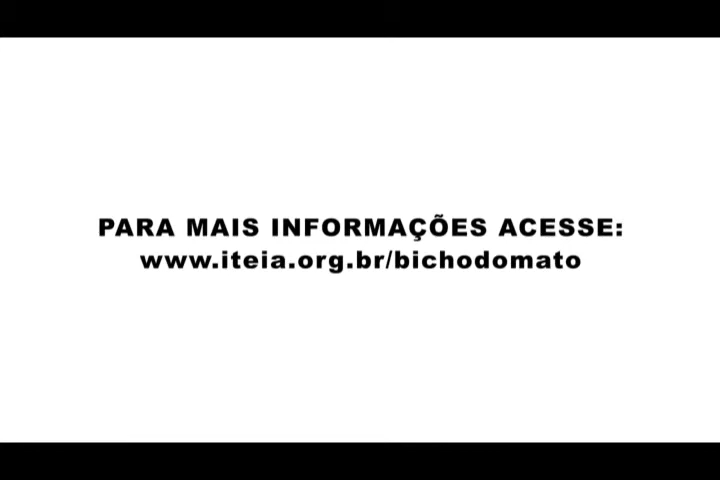 PARA MAIS INFORMAÇÕES ACESSE:
www.iteia.org.br/bichodomato